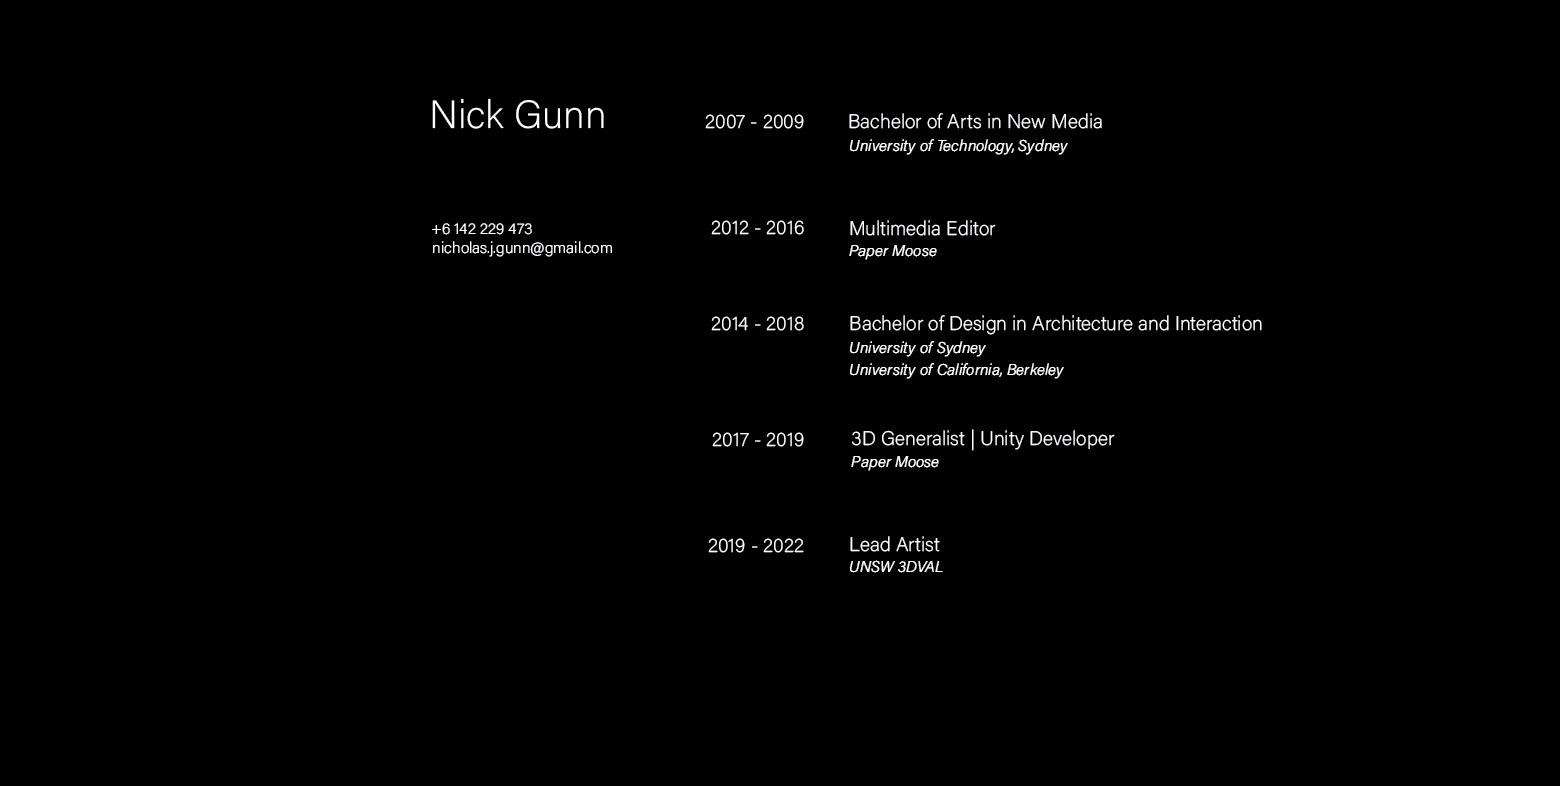 Nick Gunn
+6 142 229 473
nicholas.j.gunn@gmail.com
2007 - 2009
Bachelor of Arts in New Media
University of Technology, Sydney
2012 - 2016
Multimedia Editor
Paper Moose
2014 - 2018
Bachelor of Design in Architecture and Interaction
University of Sydney
University of California, Berkeley
2017 - 2019
3D Generalist | Unity Developer
Paper Moose
2019 - 2022
Lead Artist
UNSW 3DVAL